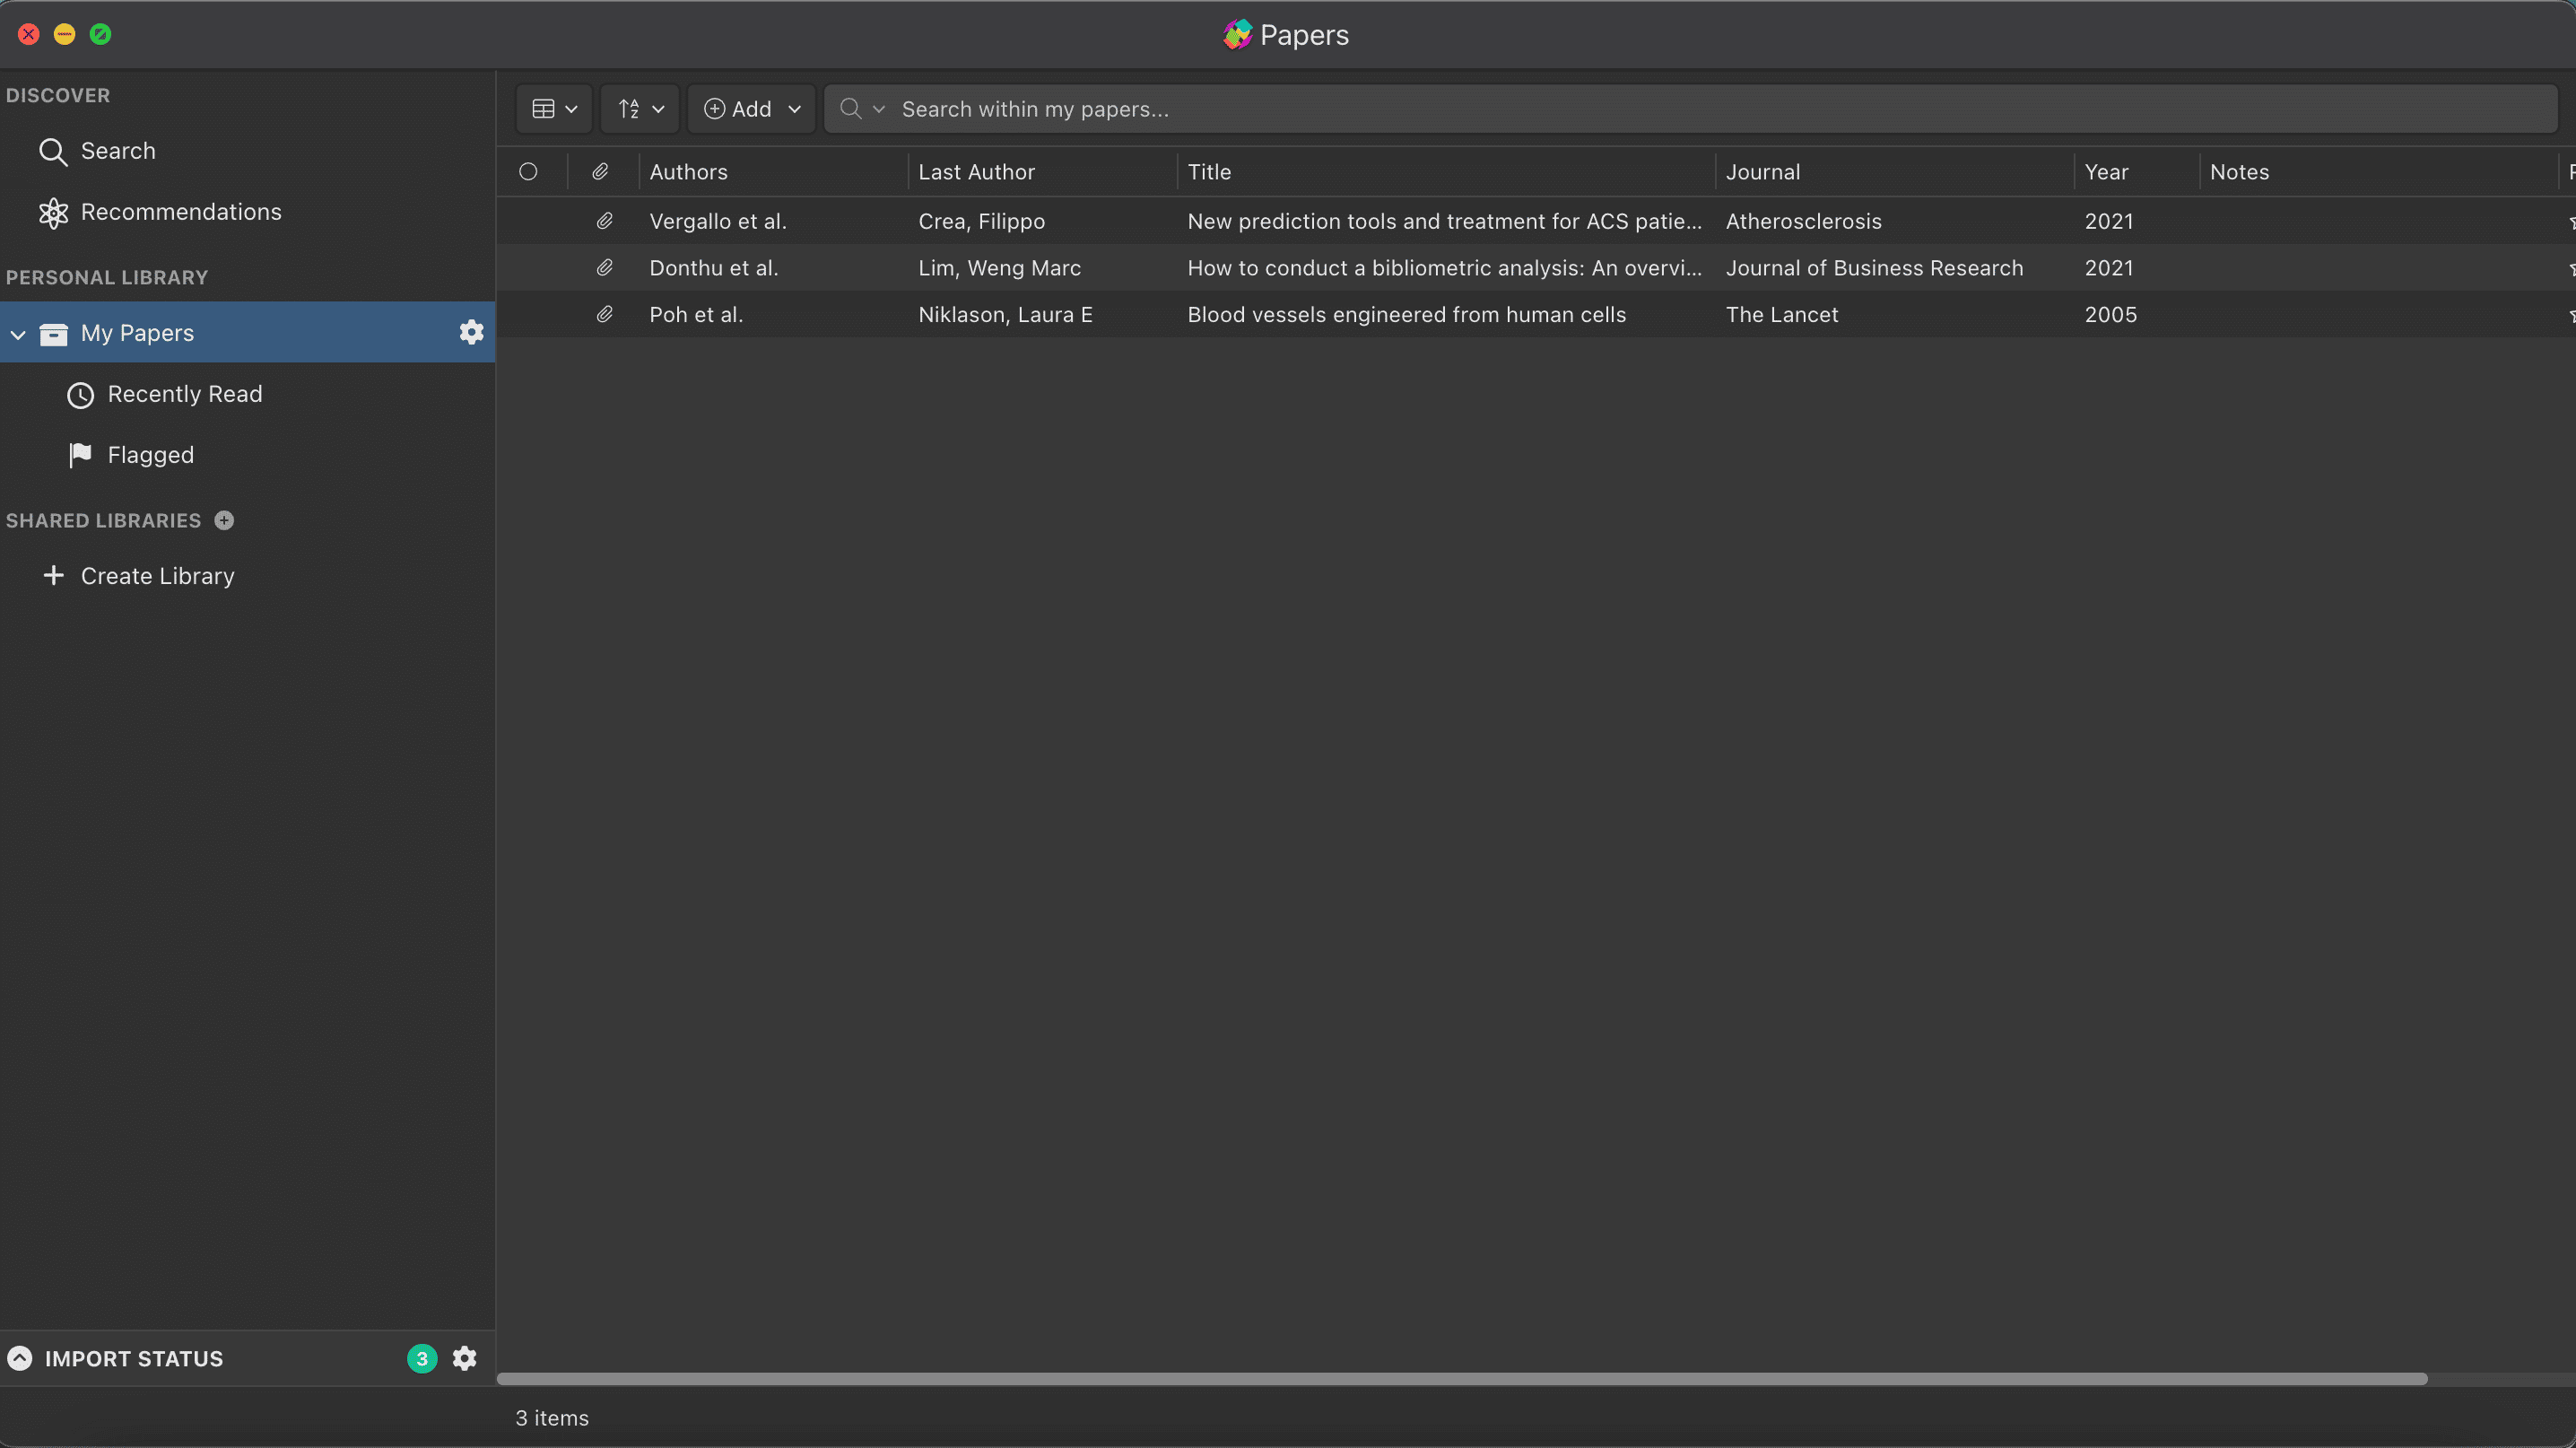 Papers
DISCOVER
Search
Recommendations
PERSONAL LIBRARY
My Papers
Recently Read
Flagged
SHARED LIBRARIES
Create Library
IMPORT STATUS 3
Add
Search within my papers...
Authors Last Author Title Journal Year Notes
Vergallo et al. Crea, Filippo New prediction tools and treatment for ACS patie... Atherosclerosis 2021
Donthu et al. Lim, Weng Marc How to conduct a bibliometric analysis: An overvi... Journal of Business Research 2021
Poh et al. Niklason, Laura E Blood vessels engineered from human cells The Lancet 2005
3 items